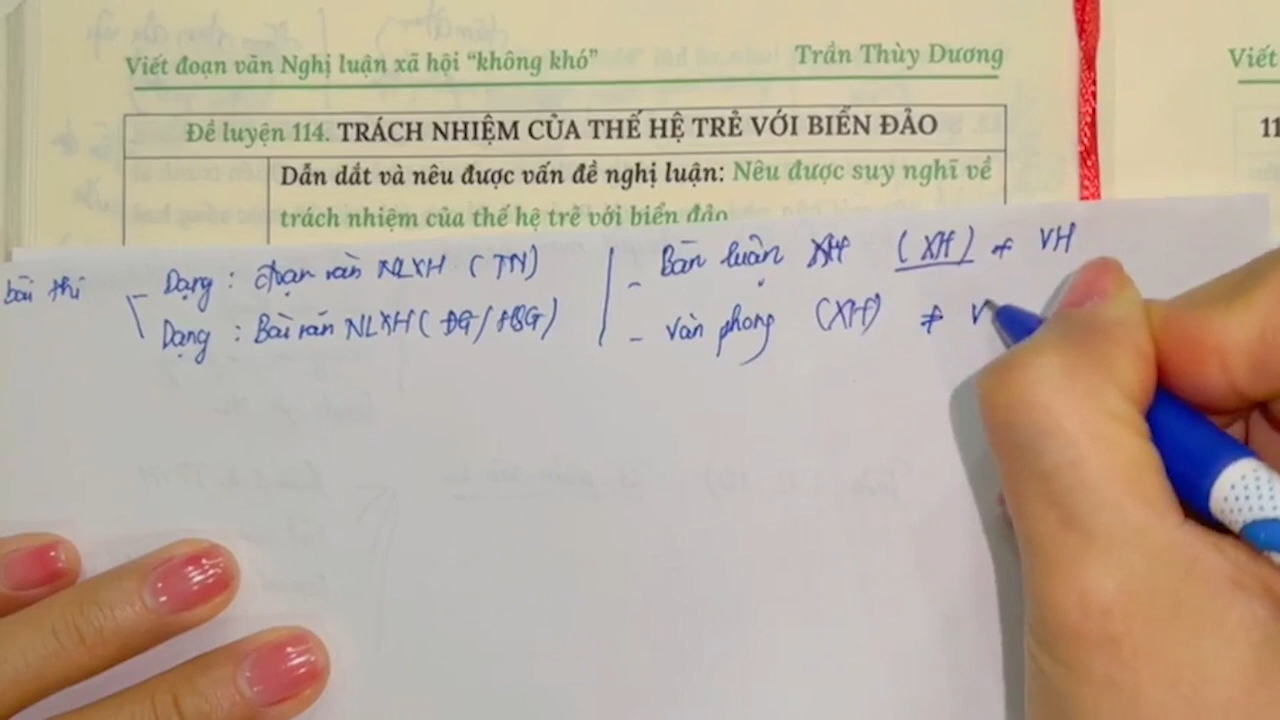 Viết đoạn văn Nghị luận xã hội “không khó” Trần Thùy Dương
Viết
Đề luyện 114. TRÁCH NHIỆM CỦA THẾ HỆ TRẺ VỚI BIỂN ĐẢO
11
Dẫn dắt và nêu được vấn đề nghị luận: Nêu được suy nghĩ về
trách nhiệm của thế hệ trẻ với biển đảo
bài thi
Dạng : đoạn văn NLXH (TN)
Dạng : Bài văn NLXH (ĐG/HSG)
- Bàn luận (XH) ≠ VH
- Văn phong (XH) ≠ V